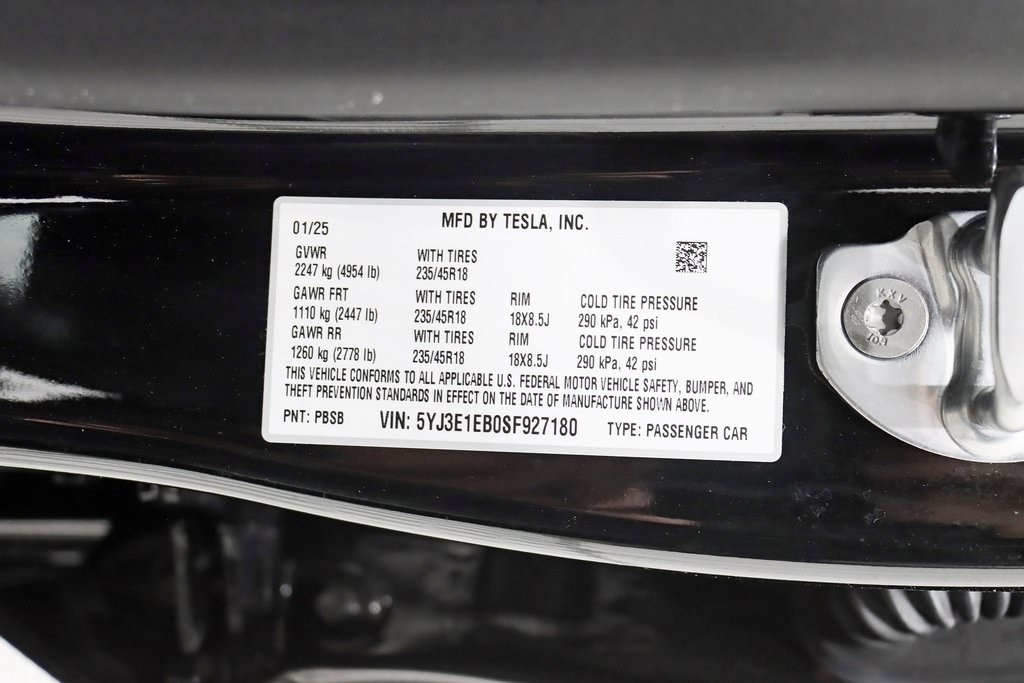 MFD BY TESLA, INC.
01/25
GVWR WITH TIRES
2247 kg (4954 lb) 235/45R18
GAWR FRT WITH TIRES RIM COLD TIRE PRESSURE
1110 kg (2447 lb) 235/45R18 18X8.5J 290 kPa, 42 psi
GAWR RR WITH TIRES RIM COLD TIRE PRESSURE
1260 kg (2778 lb) 235/45R18 18X8.5J 290 kPa, 42 psi
THIS VEHICLE CONFORMS TO ALL APPLICABLE U.S. FEDERAL MOTOR VEHICLE SAFETY, BUMPER, AND
THEFT PREVENTION STANDARDS IN EFFECT ON THE DATE OF MANUFACTURE SHOWN ABOVE.
PNT: PBSB VIN: 5YJ3E1EB0SF927180 TYPE: PASSENGER CAR
KXV